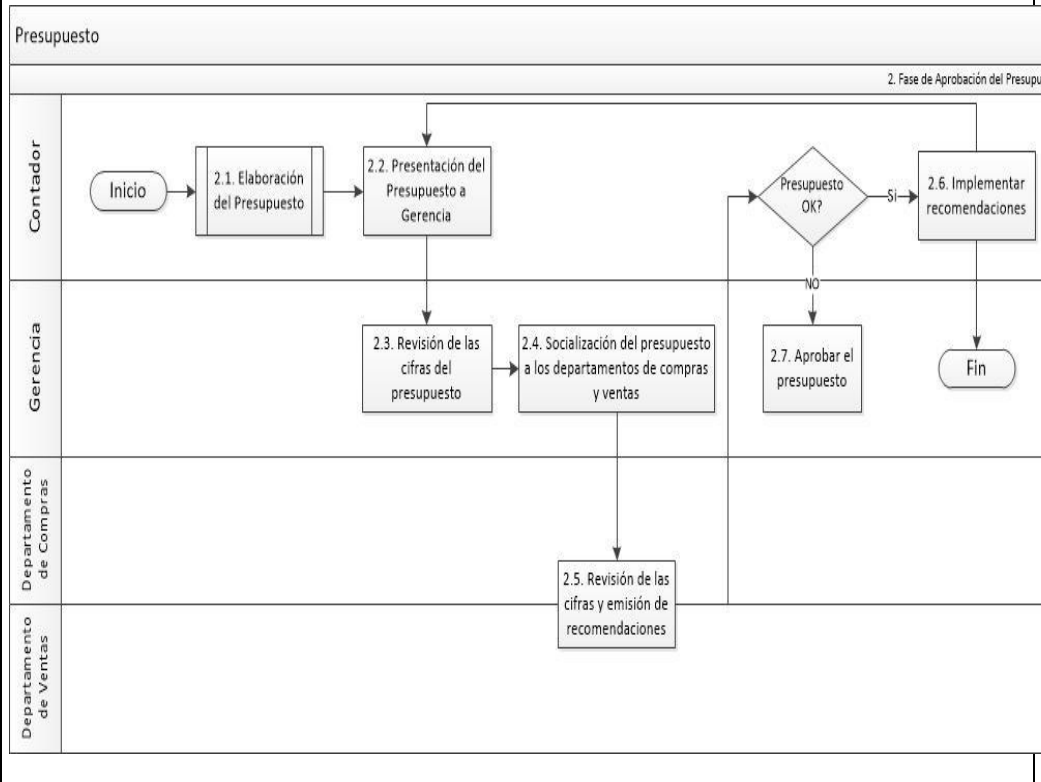 Presupuesto
2. Fase de Aprobación del Presupu
Contador
Inicio
2.1. Elaboración
del Presupuesto
2.2. Presentación del
Presupuesto a
Gerencia
Presupuesto
OK?
Si
2.6. Implementar
recomendaciones
NO
Gerencia
2.3. Revisión de las
cifras del
presupuesto
2.4. Socialización del presupuesto
a los departamentos de compras
y ventas
2.7. Aprobar el
presupuesto
Fin
Departamento
de Compras
2.5. Revisión de las
cifras y emisión de
recomendaciones
Departamento
de Ventas